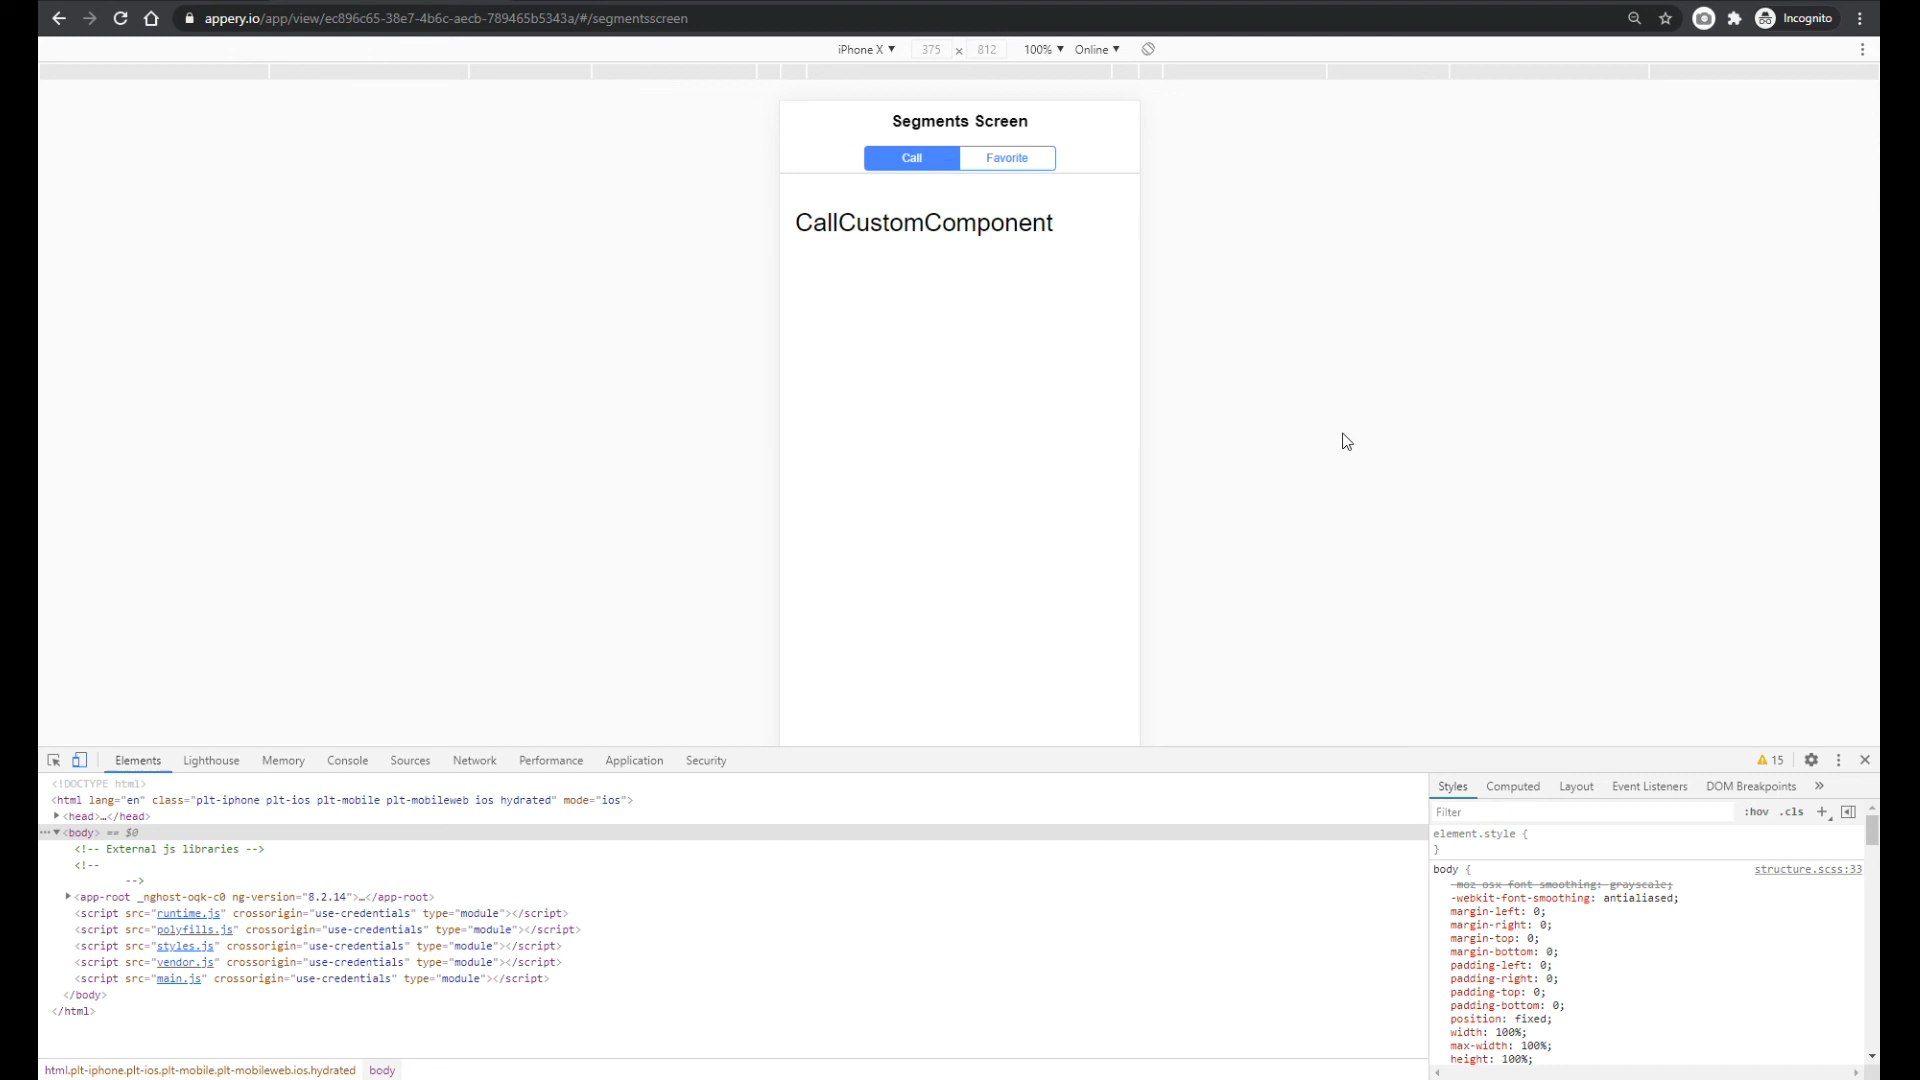 appery.io/app/view/ec896c65-38e7-4b6c-aecb-789465b5343a/#/segmentsscreen
Incognito
iPhone X ▼ 375 x 812 100% ▼ Online ▼
Segments Screen
Call Favorite
CallCustomComponent
Elements Lighthouse Memory Console Sources Network Performance Application Security
15
<!DOCTYPE html>
<html lang="en" class="plt-iphone plt-ios plt-mobile plt-mobileweb ios hydrated" mode="ios">
<head>…</head>
<body> == $0
<!-- External js libraries -->
<!--
-->
<app-root _nghost-oqk-c0 ng-version="8.2.14">…</app-root>
<script src="runtime.js" crossorigin="use-credentials" type="module"></script>
<script src="polyfills.js" crossorigin="use-credentials" type="module"></script>
<script src="styles.js" crossorigin="use-credentials" type="module"></script>
<script src="vendor.js" crossorigin="use-credentials" type="module"></script>
<script src="main.js" crossorigin="use-credentials" type="module"></script>
</body>
</html>
html.plt-iphone.plt-ios.plt-mobile.plt-mobileweb.ios.hydrated body
Styles Computed Layout Event Listeners DOM Breakpoints »
Filter :hov .cls +
element.style {
}
body { structure.scss:33
-moz-osx-font-smoothing: grayscale;
-webkit-font-smoothing: antialiased;
margin-left: 0;
margin-right: 0;
margin-top: 0;
margin-bottom: 0;
padding-left: 0;
padding-right: 0;
padding-top: 0;
padding-bottom: 0;
position: fixed;
width: 100%;
max-width: 100%;
height: 100%;